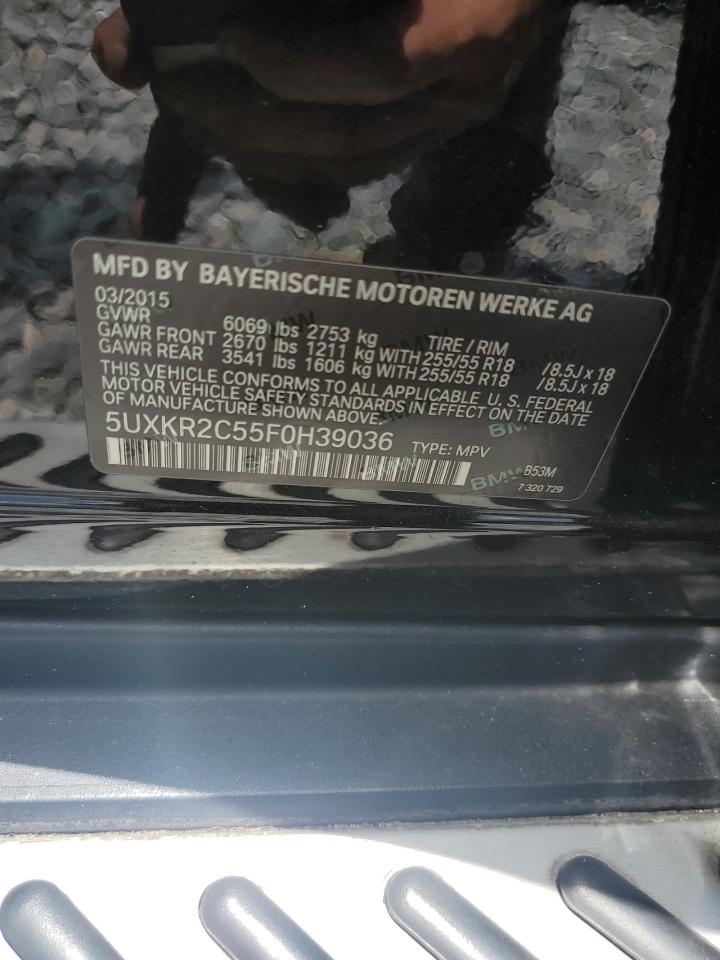 MFD BY BAYERISCHE MOTOREN WERKE AG
03/2015
GVWR 6069 lbs 2753 kg TIRE / RIM
GAWR FRONT 2670 lbs 1211 kg WITH 255/55 R18 /8.5J x 18
GAWR REAR 3541 lbs 1606 kg WITH 255/55 R18 /8.5J x 18
THIS VEHICLE CONFORMS TO ALL APPLICABLE U. S. FEDERAL
MOTOR VEHICLE SAFETY STANDARDS IN EFFECT ON THE DATE
OF MANUFACTURE SHOWN ABOVE.
5UXKR2C55F0H39036 TYPE: MPV
BMW B53M
7 320 729